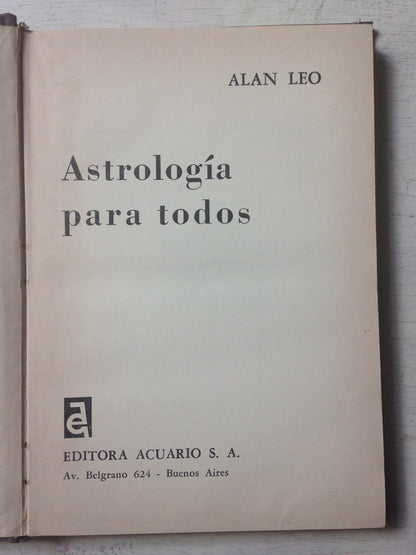 ALAN LEO
Astrología
para todos
EDITORA ACUARIO S. A.
Av. Belgrano 624 - Buenos Aires